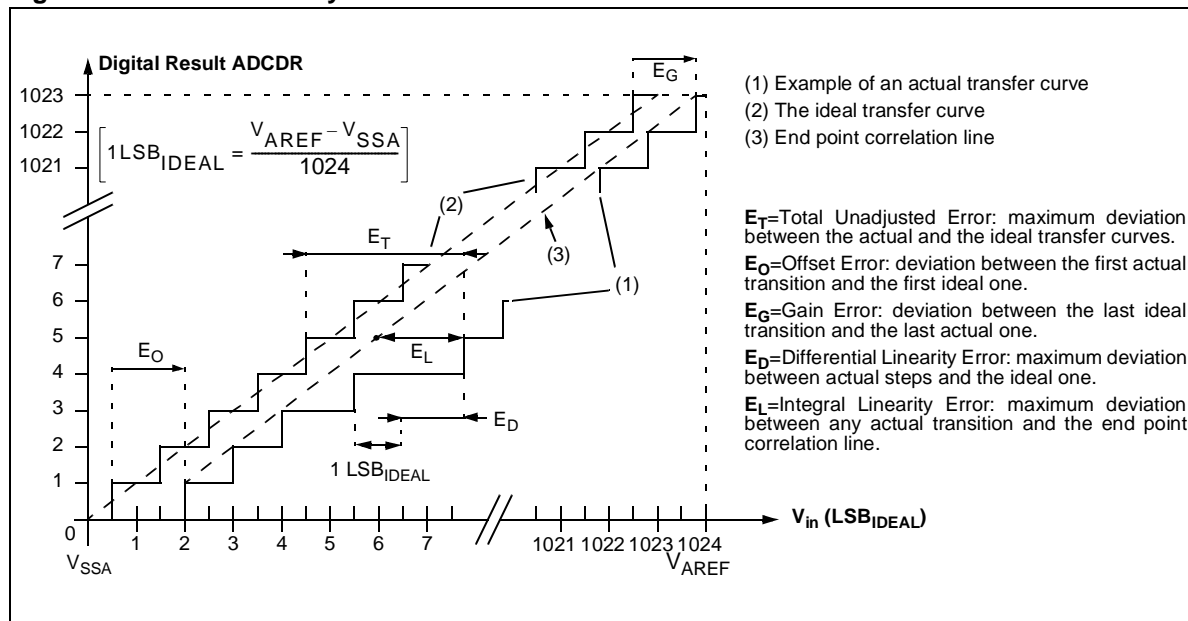 Digital Result ADCDR
E_G
1023
1022
1021
[1LSB_IDEAL = (V_AREF – V_SSA) / 1024]
(1) Example of an actual transfer curve
(2) The ideal transfer curve
(3) End point correlation line
(2)
E_T
(3)
(1)
7
6
5
4
3
2
1
0
E_O
E_L
E_D
1 LSB_IDEAL
E_T=Total Unadjusted Error: maximum deviation
between the actual and the ideal transfer curves.
E_O=Offset Error: deviation between the first actual
transition and the first ideal one.
E_G=Gain Error: deviation between the last ideal
transition and the last actual one.
E_D=Differential Linearity Error: maximum deviation
between actual steps and the ideal one.
E_L=Integral Linearity Error: maximum deviation
between any actual transition and the end point
correlation line.
1 2 3 4 5 6 7 1021 1022 1023 1024
V_in (LSB_IDEAL)
V_SSA
V_AREF